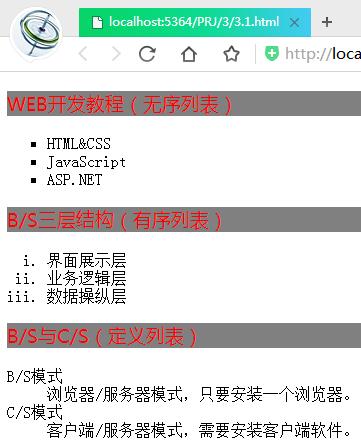 localhost:5364/PRJ/3/3.1.html
http://loca
WEB开发教程（无序列表）
HTML&CSS
JavaScript
ASP.NET
B/S三层结构（有序列表）
i. 界面展示层
ii. 业务逻辑层
iii. 数据操纵层
B/S与C/S（定义列表）
B/S模式
浏览器/服务器模式，只要安装一个浏览器。
C/S模式
客户端/服务器模式，需要安装客户端软件。